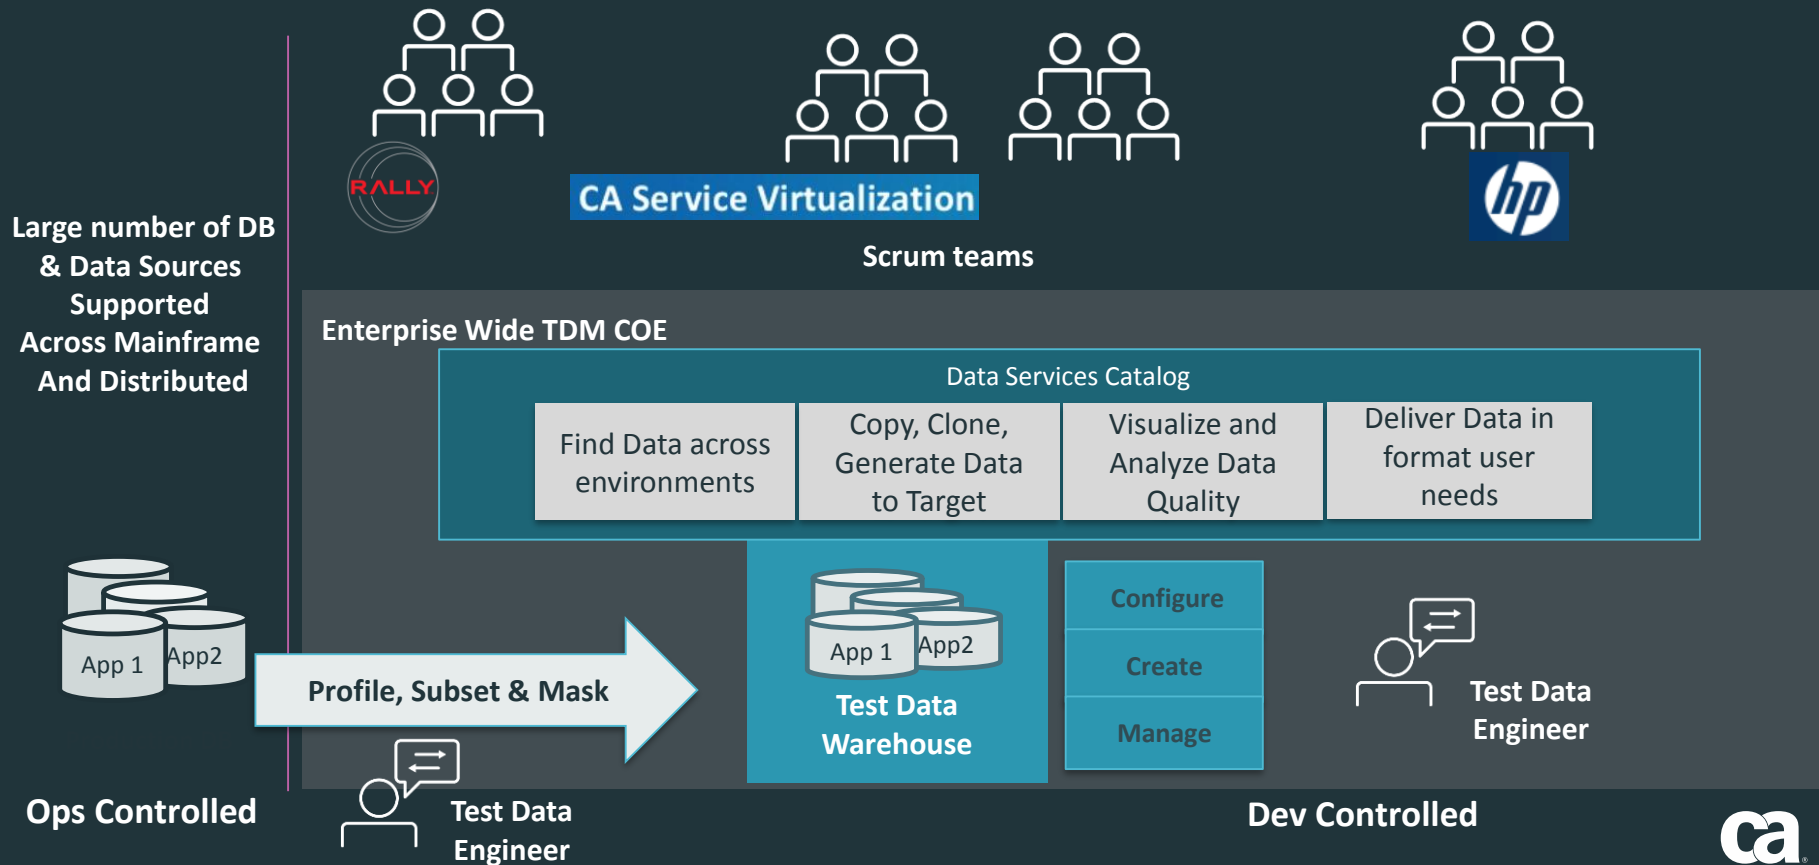 RALLY
CA Service Virtualization
hp
Scrum teams
Large number of DB
& Data Sources
Supported
Across Mainframe
And Distributed
Enterprise Wide TDM COE
Data Services Catalog
Find Data across
environments
Copy, Clone,
Generate Data
to Target
Visualize and
Analyze Data
Quality
Deliver Data in
format user
needs
App 1
App2
Profile, Subset & Mask
App 1
App2
Test Data
Warehouse
Configure
Create
Manage
Test Data
Engineer
Ops Controlled
Test Data
Engineer
Dev Controlled
ca